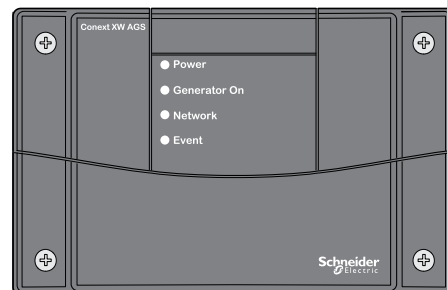 Conext XW AGS
Power
Generator On
Network
Event
Schneider
Electric